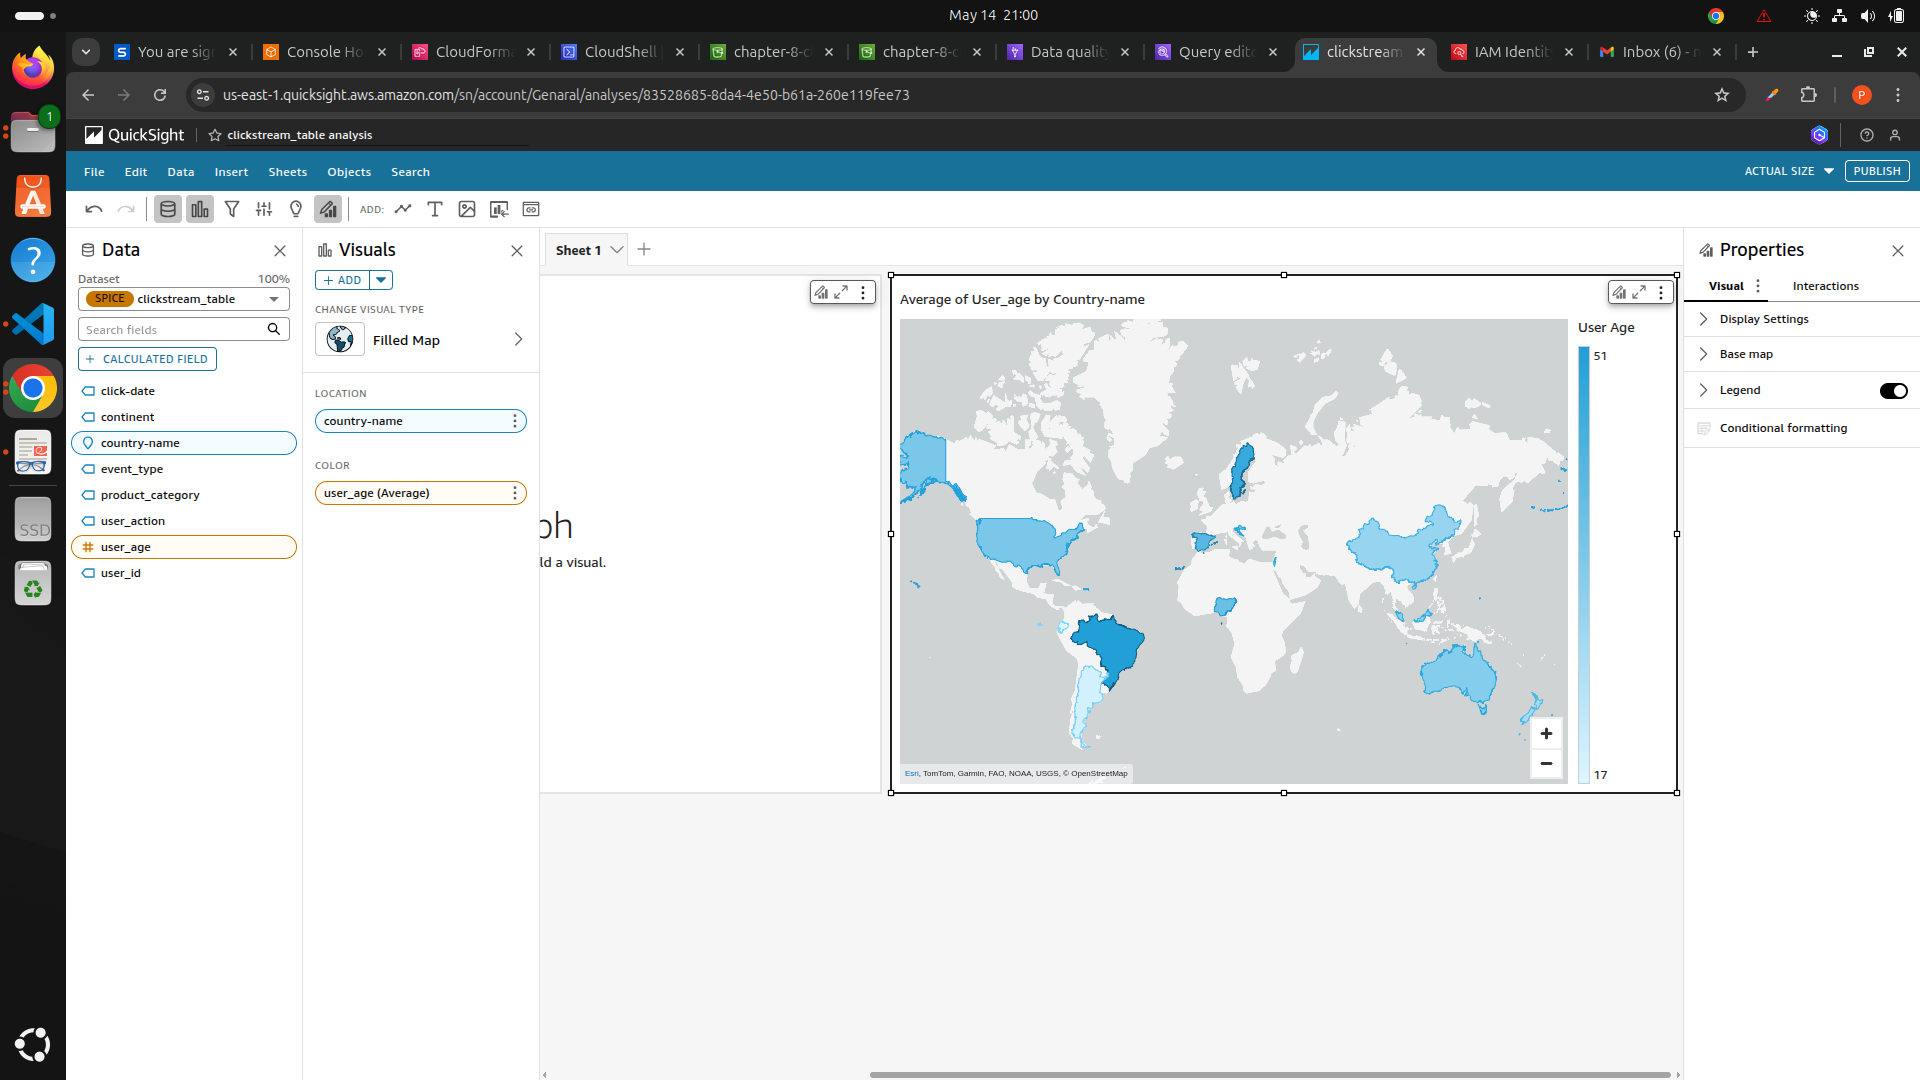 May 14 21:00
You are sig
Console Ho
CloudForm
CloudShell
chapter-8-c
chapter-8-c
Data quality
Query edito
clickstream
IAM Identit
Inbox (6) -
us-east-1.quicksight.aws.amazon.com/sn/account/Genaral/analyses/83528685-8da4-4e50-b61a-260e119fee73
P
QuickSight
clickstream_table analysis
File Edit Data Insert Sheets Objects Search
ACTUAL SIZE
PUBLISH
ADD:
1
Data
Dataset 100%
SPICE clickstream_table
Search fields
+ CALCULATED FIELD
click-date
continent
country-name
event_type
product_category
user_action
user_age
user_id
Visuals
+ ADD
CHANGE VISUAL TYPE
Filled Map
LOCATION
country-name
COLOR
user_age (Average)
Sheet 1
ph
ld a visual.
Average of User_age by Country-name
User Age
51
17
+
−
Esri, TomTom, Garmin, FAO, NOAA, USGS, © OpenStreetMap
Properties
Visual
Interactions
Display Settings
Base map
Legend
Conditional formatting
SSD